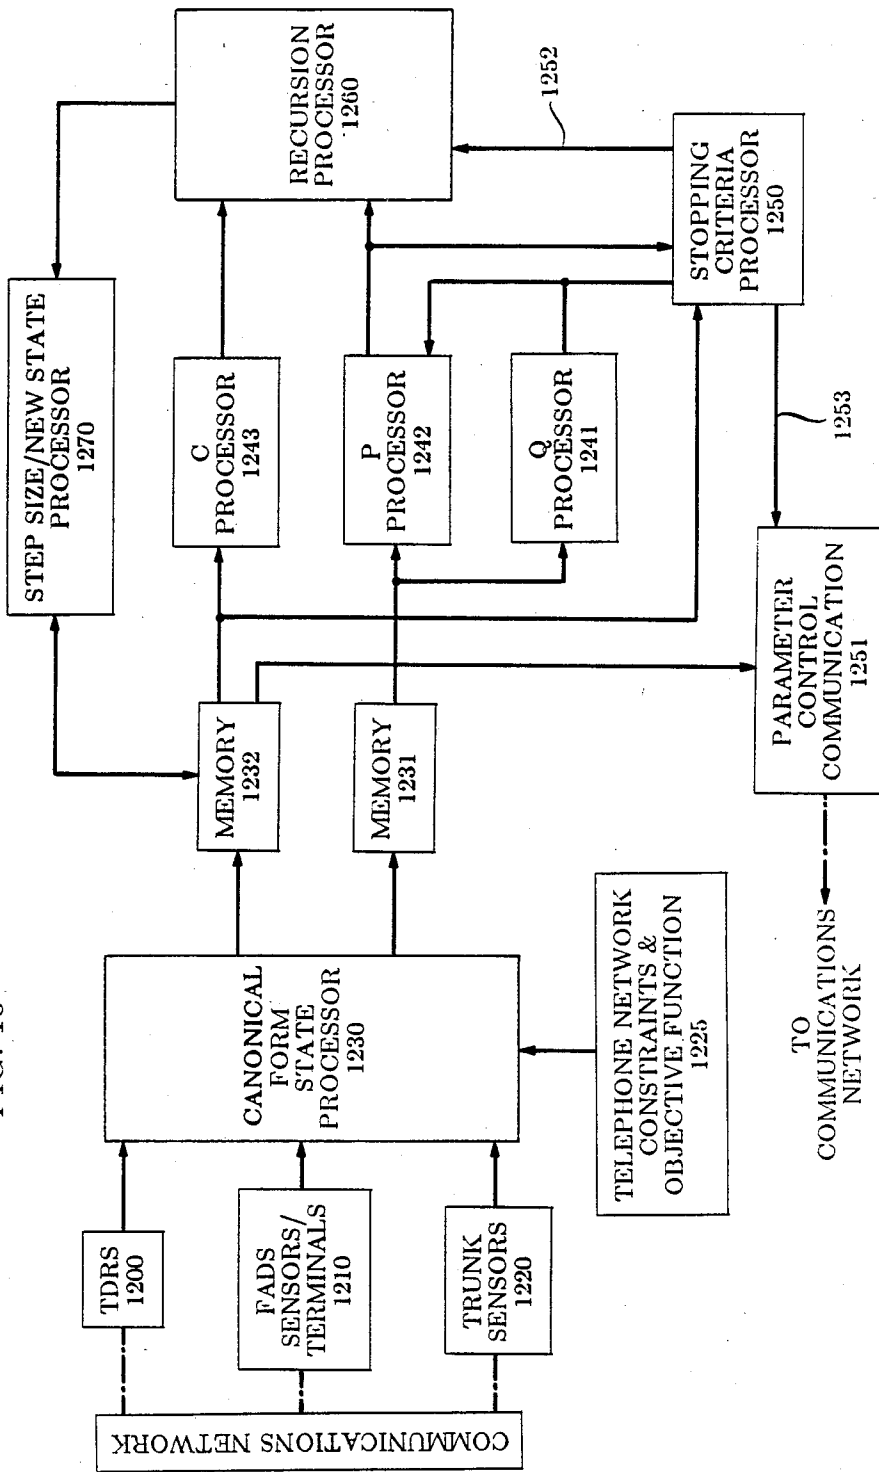 COMMUNICATIONS NETWORK
TDRS
1200
FADS
SENSORS/
TERMINALS
1210
TRUNK
SENSORS
1220
CANONICAL
FORM
STATE
PROCESSOR
1230
TELEPHONE NETWORK
CONSTRAINTS &
OBJECTIVE FUNCTION
1225
MEMORY
1232
MEMORY
1231
STEP SIZE/NEW STATE
PROCESSOR
1270
C
PROCESSOR
1243
P
PROCESSOR
1242
Q
PROCESSOR
1241
RECURSION
PROCESSOR
1260
1252
STOPPING
CRITERIA
PROCESSOR
1250
1253
PARAMETER
CONTROL
COMMUNICATION
1251
TO
COMMUNICATIONS
NETWORK